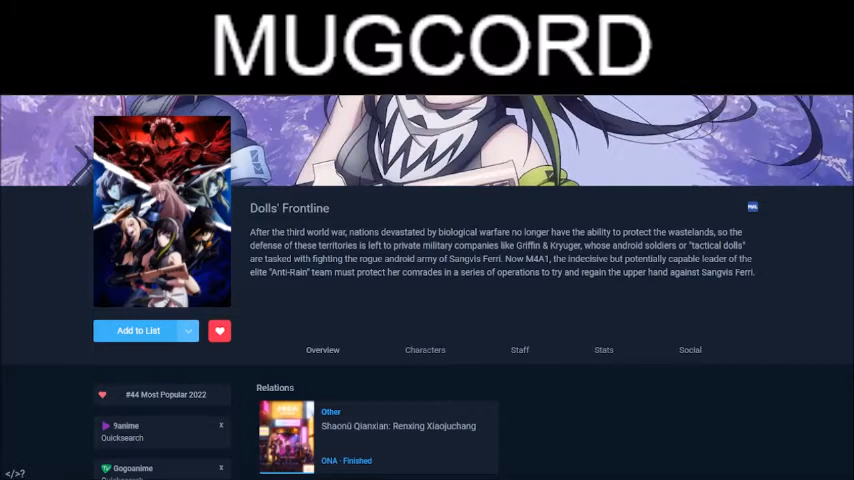 MUGCORD
Dolls' Frontline
After the third world war, nations devastated by biological warfare no longer have the ability to protect the wastelands, so the
defense of these territories is left to private military companies like Griffin & Kryuger, whose android soldiers or "tactical dolls"
are tasked with fighting the rogue android army of Sangvis Ferri. Now M4A1, the indecisive but potentially capable leader of the
elite "Anti-Rain" team must protect her comrades in a series of operations to try and regain the upper hand against Sangvis Ferri.
Add to List
Overview Characters Staff Stats Social
#44 Most Popular 2022
9anime x
Quicksearch
Gogoanime x
Relations
Other
Shaonü Qianxian: Renxing Xiaojuchang
ONA · Finished
</>?